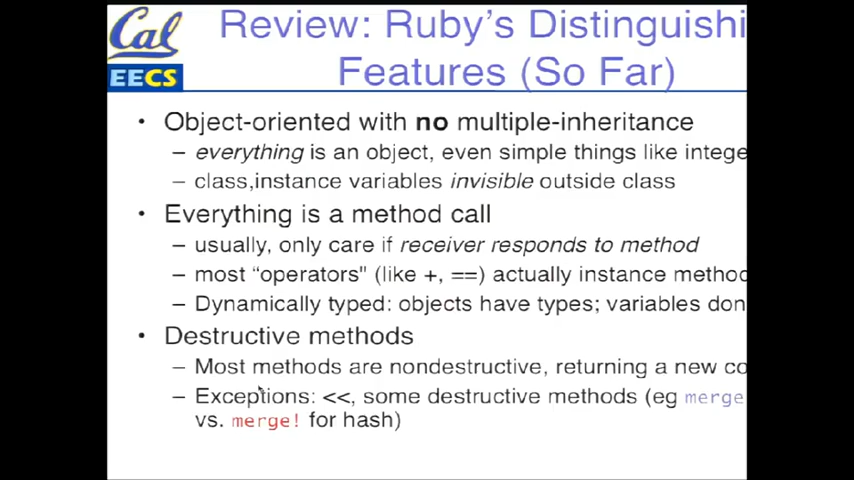 Cal
EECS
Review: Ruby's Distinguishi
Features (So Far)
• Object-oriented with no multiple-inheritance
– everything is an object, even simple things like intege
– class,instance variables invisible outside class
• Everything is a method call
– usually, only care if receiver responds to method
– most “operators" (like +, ==) actually instance method
– Dynamically typed: objects have types; variables don
• Destructive methods
– Most methods are nondestructive, returning a new co
– Exceptions: <<, some destructive methods (eg merge
vs. merge! for hash)